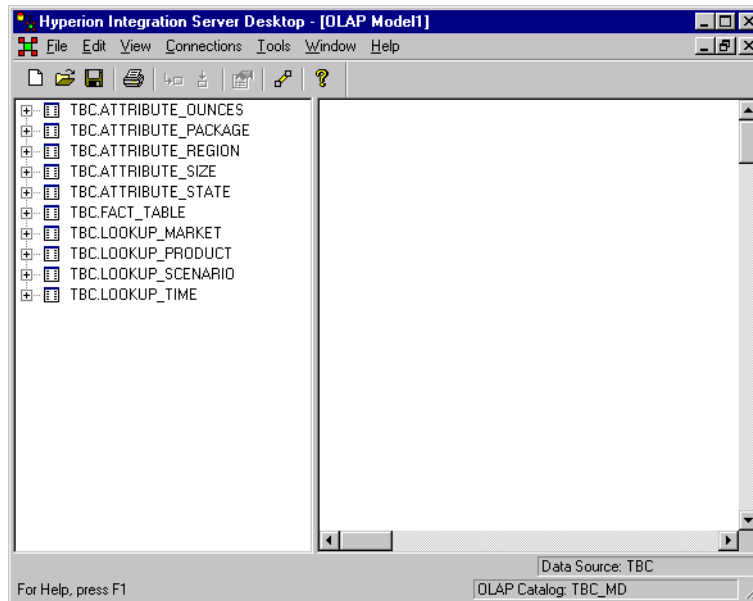 Hyperion Integration Server Desktop - [OLAP Model1]
File Edit View Connections Tools Window Help
TBC.ATTRIBUTE_OUNCES
TBC.ATTRIBUTE_PACKAGE
TBC.ATTRIBUTE_REGION
TBC.ATTRIBUTE_SIZE
TBC.ATTRIBUTE_STATE
TBC.FACT_TABLE
TBC.LOOKUP_MARKET
TBC.LOOKUP_PRODUCT
TBC.LOOKUP_SCENARIO
TBC.LOOKUP_TIME
Data Source: TBC
For Help, press F1
OLAP Catalog: TBC_MD